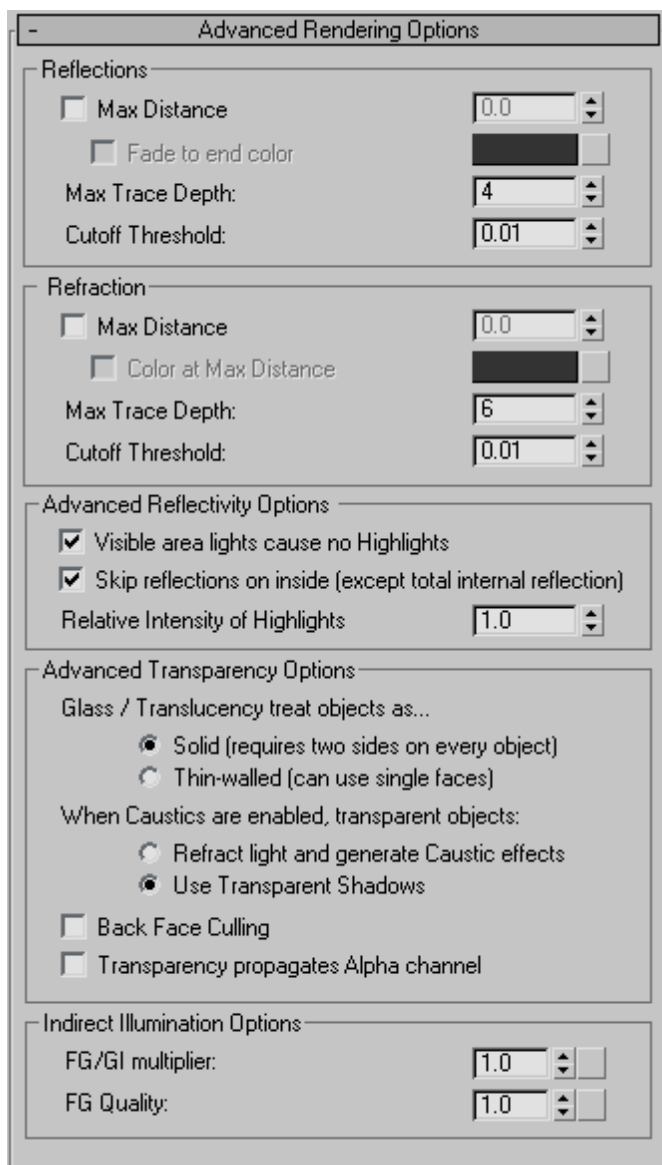 - Advanced Rendering Options
Reflections
Max Distance 0.0
Fade to end color
Max Trace Depth: 4
Cutoff Threshold: 0.01
Refraction
Max Distance 0.0
Color at Max Distance
Max Trace Depth: 6
Cutoff Threshold: 0.01
Advanced Reflectivity Options
Visible area lights cause no Highlights
Skip reflections on inside (except total internal reflection)
Relative Intensity of Highlights 1.0
Advanced Transparency Options
Glass / Translucency treat objects as...
Solid (requires two sides on every object)
Thin-walled (can use single faces)
When Caustics are enabled, transparent objects:
Refract light and generate Caustic effects
Use Transparent Shadows
Back Face Culling
Transparency propagates Alpha channel
Indirect Illumination Options
FG/GI multiplier: 1.0
FG Quality: 1.0